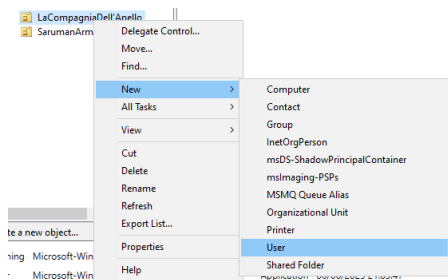 LaCompagniaDell'Anello
SarumanArm
Delegate Control...
Move...
Find...
New >
All Tasks >
View >
Cut
Delete
Rename
Refresh
Export List...
Properties
Help
Computer
Contact
Group
InetOrgPerson
msDS-ShadowPrincipalContainer
msImaging-PSPs
MSMQ Queue Alias
Organizational Unit
Printer
User
Shared Folder
te a new object...
ning Microsoft-Win
Microsoft-Win